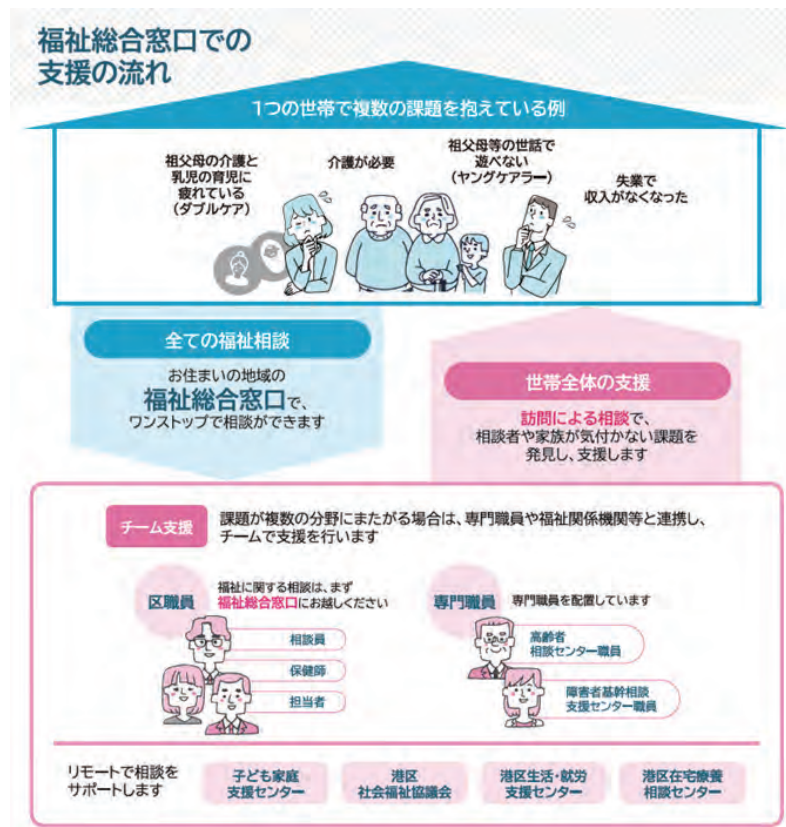 福祉総合窓口での
支援の流れ
1つの世帯で複数の課題を抱えている例
祖父母の介護と
乳児の育児に
疲れている
(ダブルケア)
介護が必要
祖父母等の世話で
遊べない
(ヤングケアラー)
失業で
収入がなくなった
全ての福祉相談
お住まいの地域の
福祉総合窓口で、
ワンストップで相談ができます
世帯全体の支援
訪問による相談で、
相談者や家族が気付かない課題を
発見し、支援します
チーム支援
課題が複数の分野にまたがる場合は、専門職員や福祉関係機関等と連携し、
チームで支援を行います
区職員
福祉に関する相談は、まず
福祉総合窓口にお越しください
相談員
保健師
担当者
専門職員
専門職員を配置しています
高齢者
相談センター職員
障害者基幹相談
支援センター職員
リモートで相談を
サポートします
子ども家庭
支援センター
港区
社会福祉協議会
港区生活・就労
支援センター
港区在宅療養
相談センター